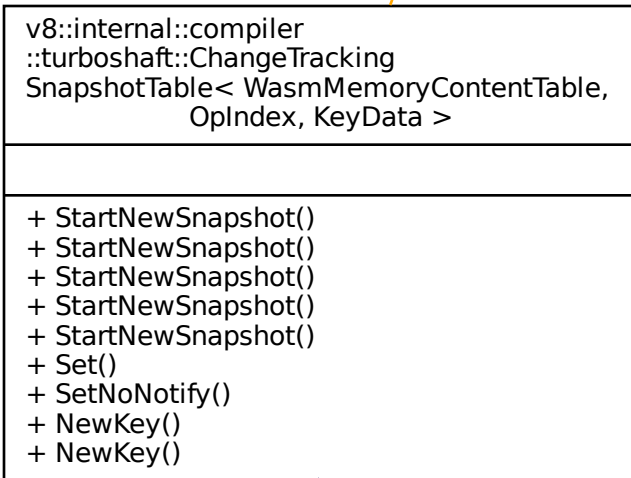 v8::internal::compiler
::turboshaft::ChangeTracking
SnapshotTable< WasmMemoryContentTable,
OpIndex, KeyData >
+ StartNewSnapshot()
+ StartNewSnapshot()
+ StartNewSnapshot()
+ StartNewSnapshot()
+ StartNewSnapshot()
+ Set()
+ SetNoNotify()
+ NewKey()
+ NewKey()